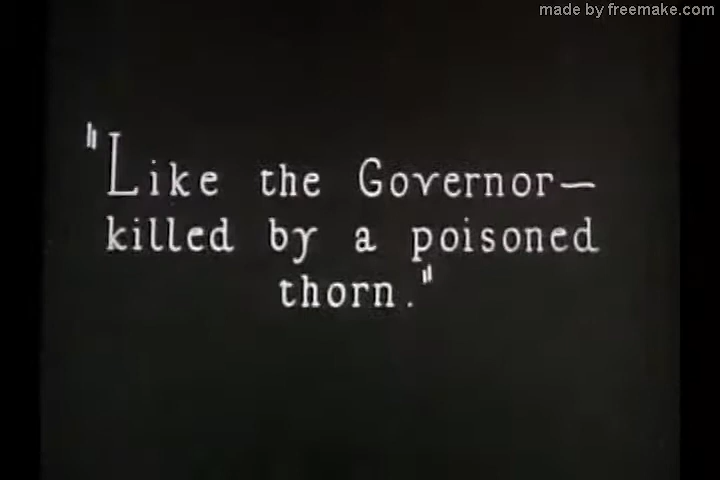 made by freemake.com
"Like the Governor—
killed by a poisoned
thorn."